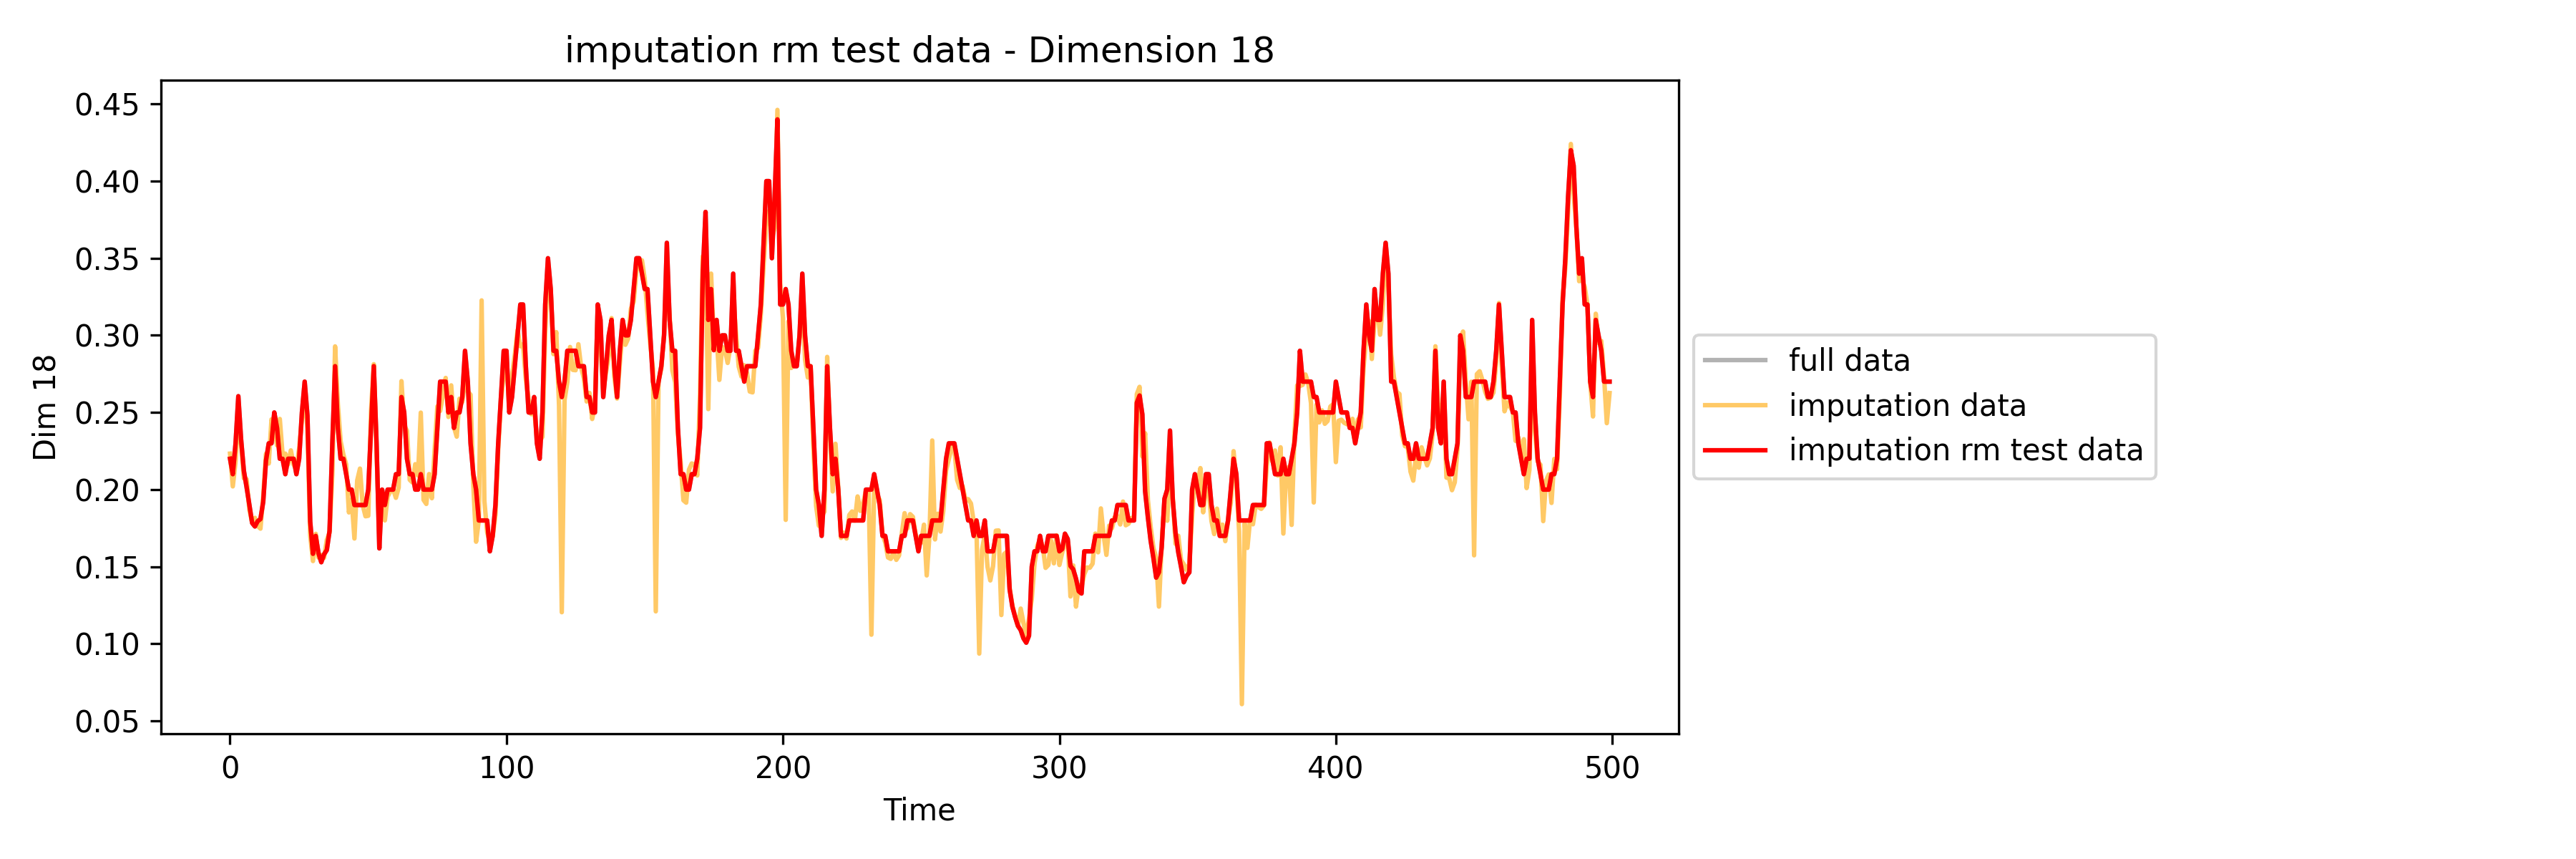 imputation rm test data - Dimension 18
Dim 18
0.45
0.40
0.35
0.30
0.25
0.20
0.15
0.10
0.05
0 100 200 300 400 500
Time
full data
imputation data
imputation rm test data